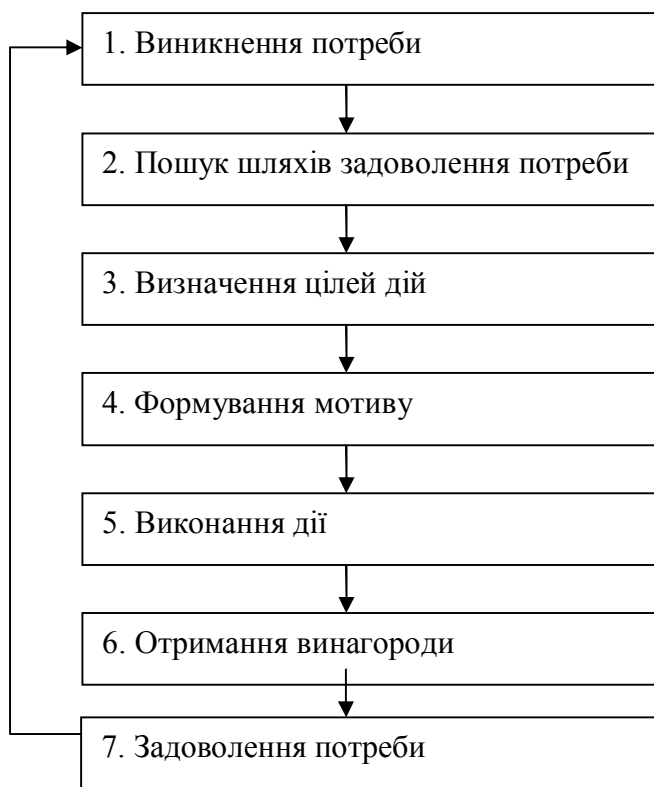 1. Виникнення потреби
2. Пошук шляхів задоволення потреби
3. Визначення цілей дій
4. Формування мотиву
5. Виконання дії
6. Отримання винагороди
7. Задоволення потреби